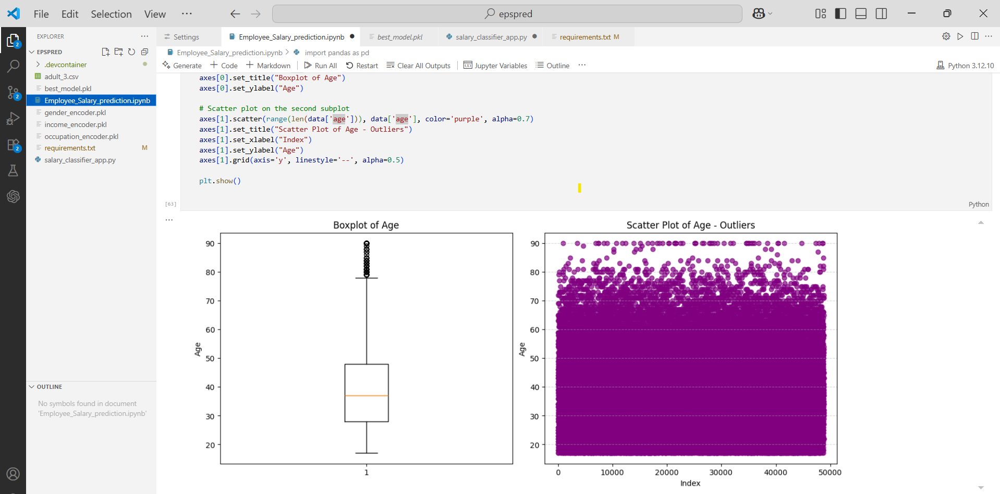 File Edit Selection View ··· epspred
EXPLORER ···
EPSPRED
.devcontainer
adult_3.csv
best_model.pkl
Employee_Salary_prediction.ipynb
gender_encoder.pkl
income_encoder.pkl
occupation_encoder.pkl
requirements.txt M
salary_classifier_app.py
OUTLINE
No symbols found in document
'Employee_Salary_prediction.ipynb'
2
2
2
Settings Employee_Salary_prediction.ipynb best_model.pkl salary_classifier_app.py requirements.txt M
Employee_Salary_prediction.ipynb > import pandas as pd
Generate + Code + Markdown Run All Restart Clear All Outputs Jupyter Variables Outline ··· Python 3.12.10
axes[0].set_title("Boxplot of Age")
axes[0].set_ylabel("Age")
# Scatter plot on the second subplot
axes[1].scatter(range(len(data['age'])), data['age'], color='purple', alpha=0.7)
axes[1].set_title("Scatter Plot of Age - Outliers")
axes[1].set_xlabel("Index")
axes[1].set_ylabel("Age")
axes[1].grid(axis='y', linestyle='--', alpha=0.5)
plt.show()
[63] Python
···
Boxplot of Age
90
80
70
60
50
40
30
20
Age
1
Scatter Plot of Age - Outliers
90
80
70
60
50
40
30
20
Age
0 10000 20000 30000 40000 50000
Index